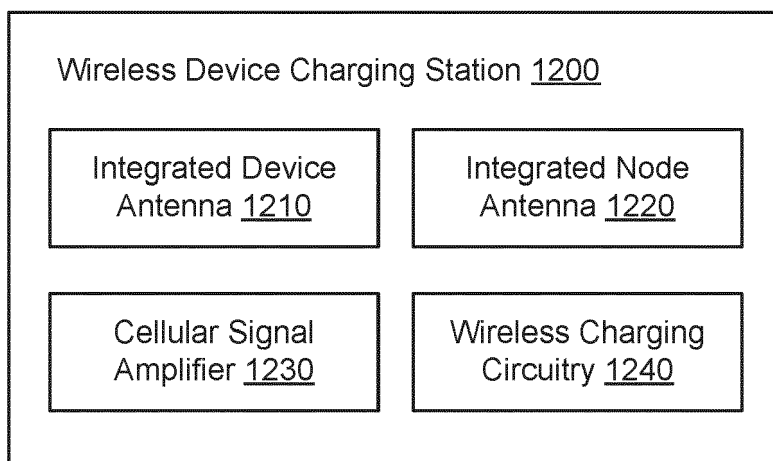 Wireless Device Charging Station 1200
Integrated Device
Antenna 1210
Integrated Node
Antenna 1220
Cellular Signal
Amplifier 1230
Wireless Charging
Circuitry 1240